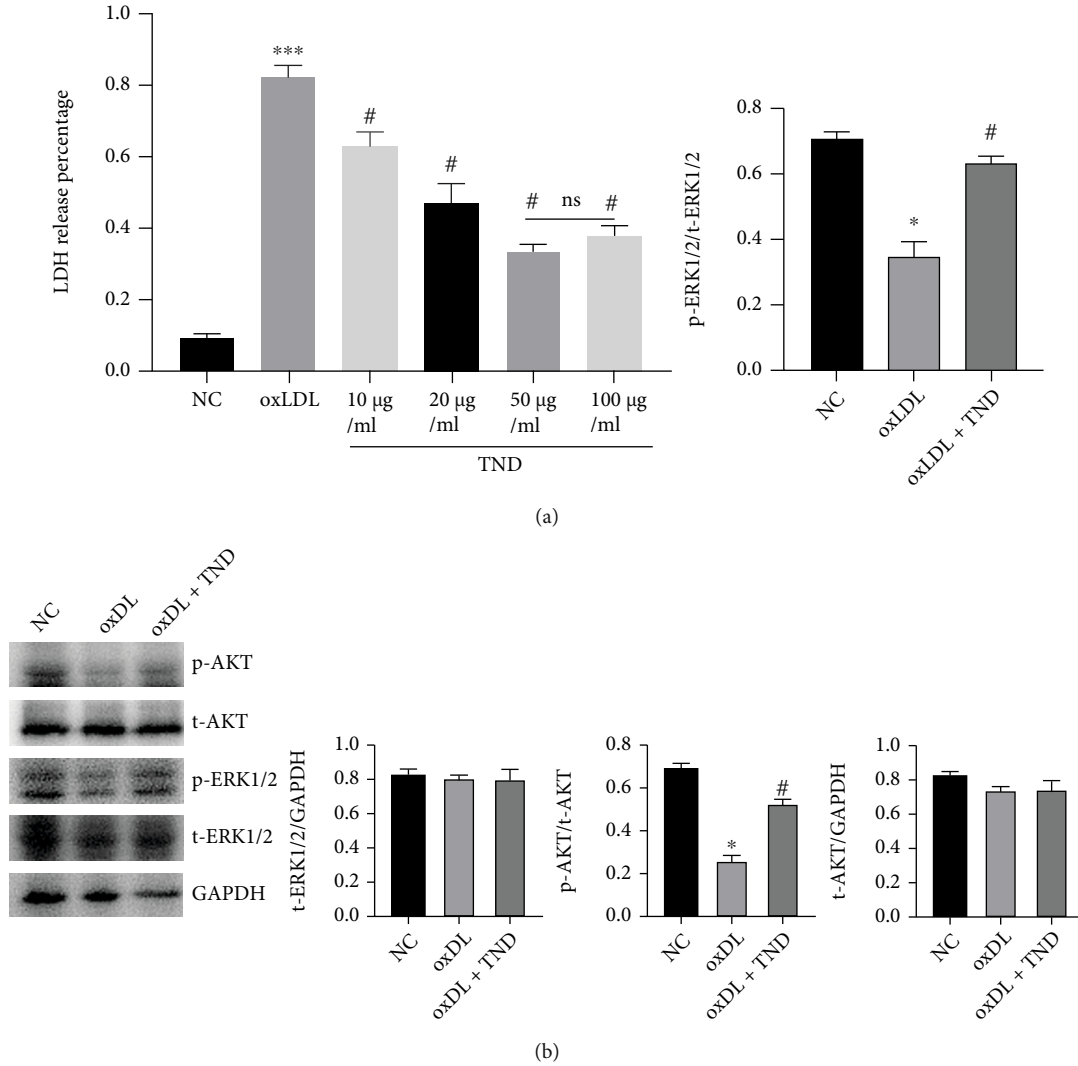 LDH release percentage
1.0
0.8
0.6
0.4
0.2
0.0
***
#
#
#
ns
#
NC
oxLDL
10 μg
/ml
20 μg
/ml
50 μg
/ml
100 μg
/ml
TND
p-ERK1/2/t-ERK1/2
0.8
0.6
0.4
0.2
0.0
*
#
NC
oxLDL
oxLDL + TND
(a)
NC
oxDL
oxDL + TND
p-AKT
t-AKT
p-ERK1/2
t-ERK1/2
GAPDH
t-ERK1/2/GAPDH
1.0
0.8
0.6
0.4
0.2
0.0
NC
oxDL
oxDL + TND
p-AKT/t-AKT
0.8
0.6
0.4
0.2
0.0
*
#
NC
oxDL
oxDL + TND
t-AKT/GAPDH
1.0
0.8
0.6
0.4
0.2
0.0
NC
oxDL
oxDL + TND
(b)